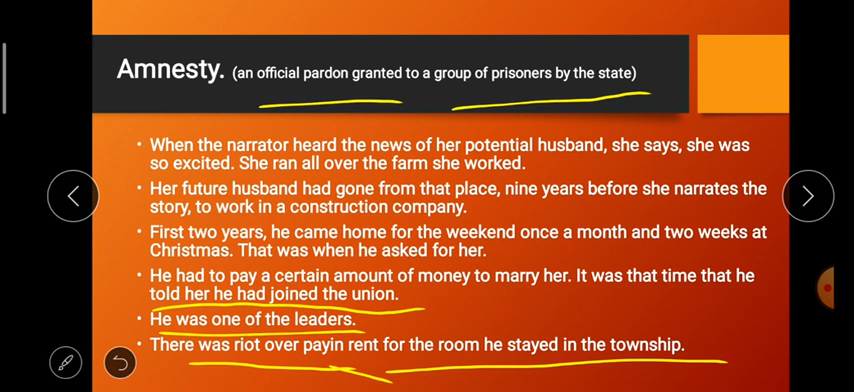 Amnesty. (an official pardon granted to a group of prisoners by the state)
• When the narrator heard the news of her potential husband, she says, she was
so excited. She ran all over the farm she worked.
• Her future husband had gone from that place, nine years before she narrates the
story, to work in a construction company.
• First two years, he came home for the weekend once a month and two weeks at
Christmas. That was when he asked for her.
• He had to pay a certain amount of money to marry her. It was that time that he
told her he had joined the union.
• He was one of the leaders.
• There was riot over payin rent for the room he stayed in the township.